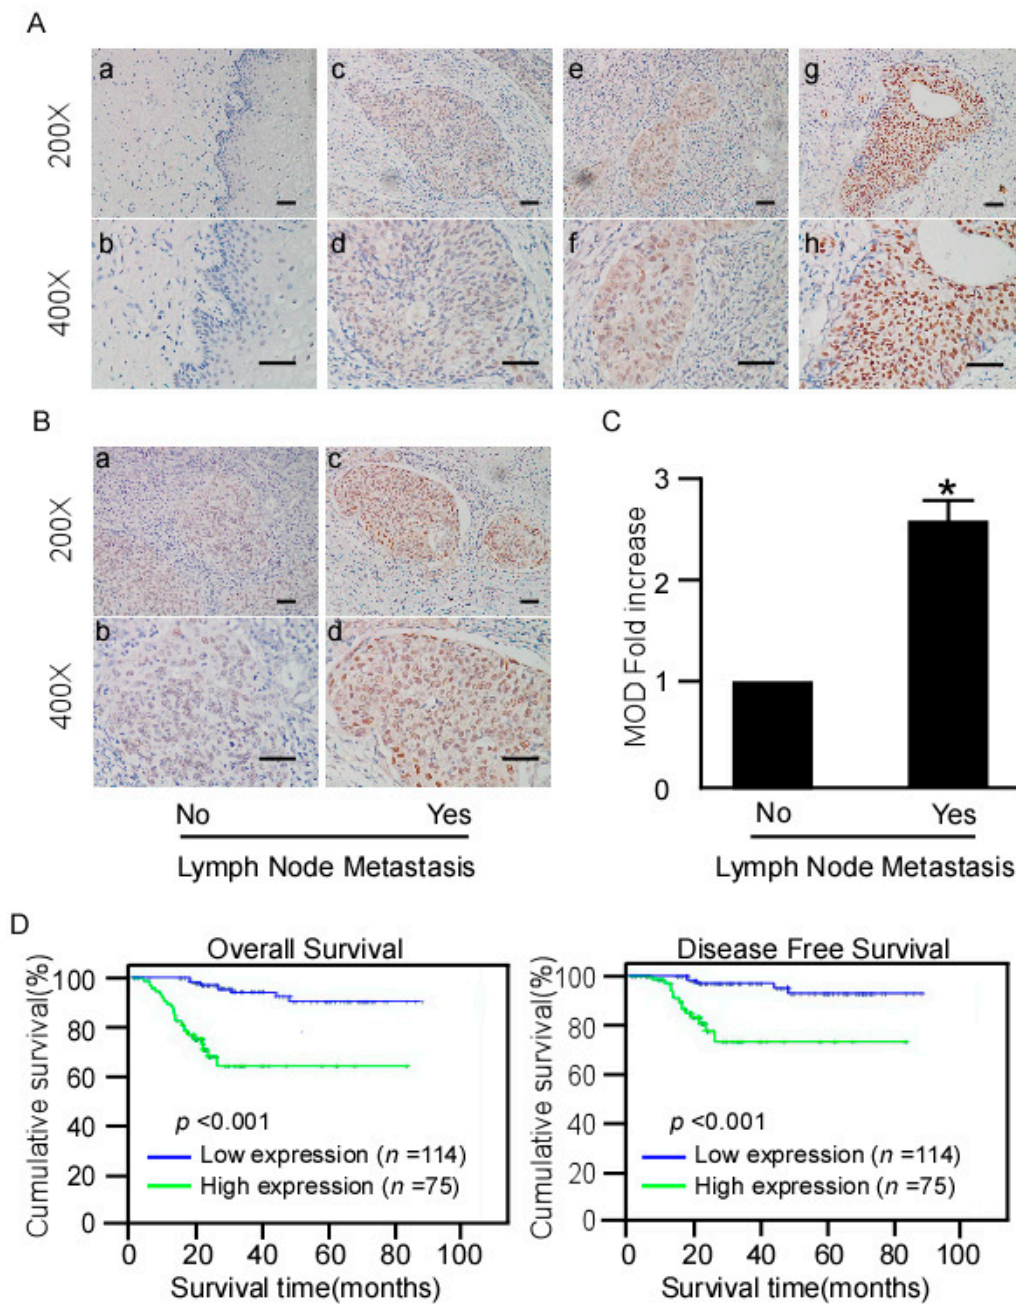 A
a
c
e
g
200X
b
d
f
h
400X
B
C
a
c
200X
b
d
400X
No
Yes
Lymph Node Metastasis
3
2
1
0
*
MOD Fold increase
No
Yes
Lymph Node Metastasis
D
Overall Survival
100
80
60
40
20
0
Cumulative survival(%)
p <0.001
Low expression (n =114)
High expression (n =75)
0 20 40 60 80 100
Survival time(months)
Disease Free Survival
100
80
60
40
20
0
Cumulative survival(%)
p <0.001
Low expression (n =114)
High expression (n =75)
0 20 40 60 80 100
Survival time(months)